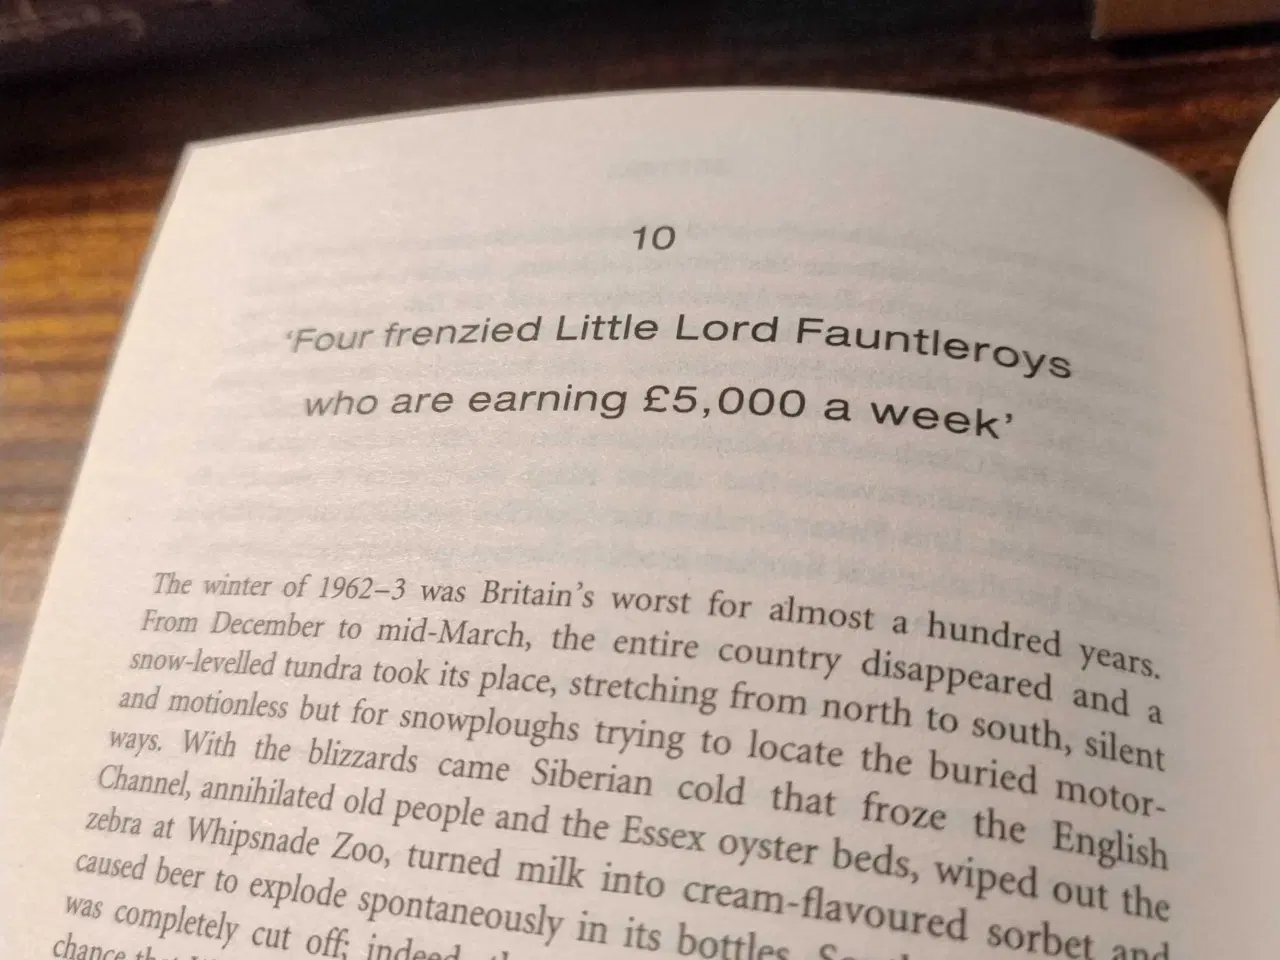 10
‘Four frenzied Little Lord Fauntleroys
who are earning £5,000 a week’
The winter of 1962–3 was Britain’s worst for almost a hundred years.
From December to mid-March, the entire country disappeared and a
snow-levelled tundra took its place, stretching from north to south, silent
and motionless but for snowploughs trying to locate the buried motor-
ways. With the blizzards came Siberian cold that froze the English
Channel, annihilated old people and the Essex oyster beds, wiped out the
zebra at Whipsnade Zoo, turned milk into cream-flavoured sorbet and
caused beer to explode spontaneously in its bottles.
was completely cut off; indeed
chance that